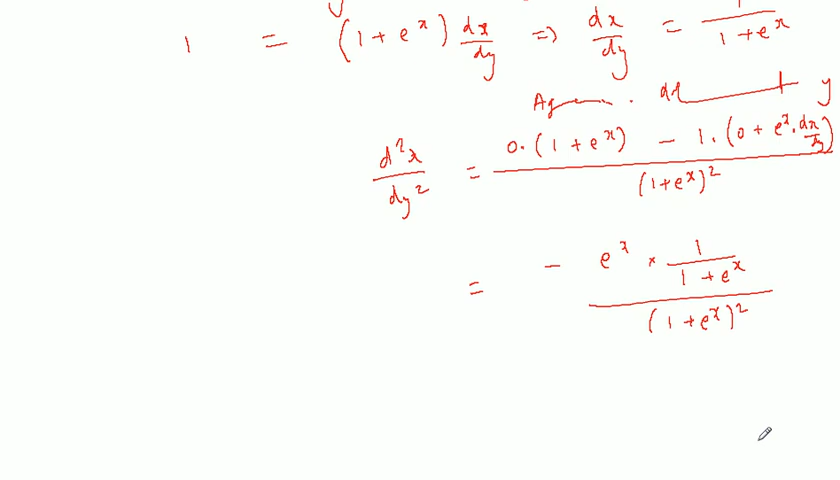 1 = (1 + e^x) dx/dy ⇒ dx/dy = 1/(1 + e^x)
Again . y
d²x/dy² = (0·(1 + e^x) − 1·(0 + e^x · dx/dy))/(1+e^x)²
= − (e^x × 1/(1 + e^x))/(1+e^x)²